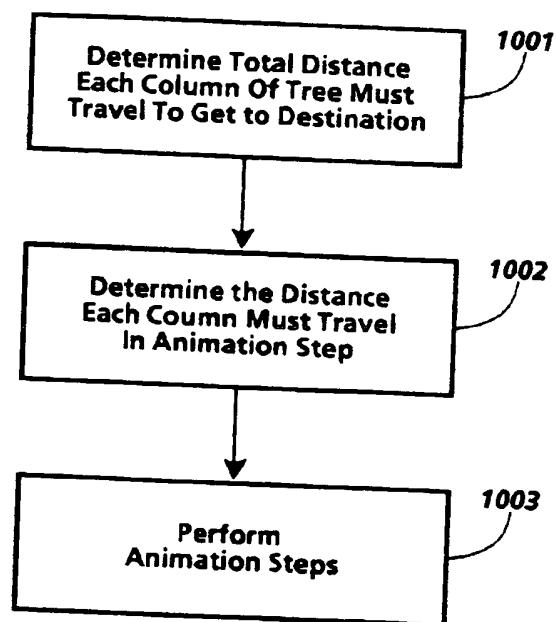 1001
Determine Total Distance
Each Column Of Tree Must
Travel To Get to Destination
1002
Determine the Distance
Each Coumn Must Travel
In Animation Step
1003
Perform
Animation Steps